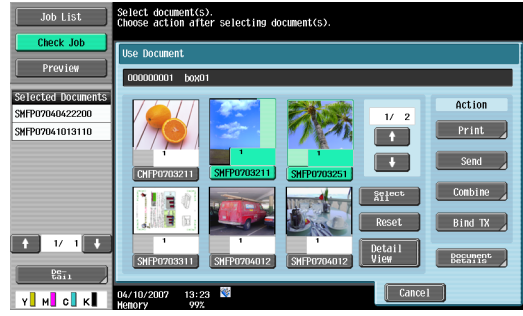 Job List
Check Job
Preview
Selected Documents
SMFP07040422200
SMFP07041013110
1/ 1
De-
tail
Y M C K
Select document(s).
Choose action after selecting document(s).
Use Document
000000001 box01
1
CMFP0703211
1
SMFP0703211
1
SMFP0703251
1
SMFP0703311
1
SMFP0704012
1
SMFP0704012
1/ 2
Select
All
Reset
Detail
View
Action
Print
Send
Combine
Bind TX
Document
Details
Cancel
04/10/2007 13:23
Memory 99%